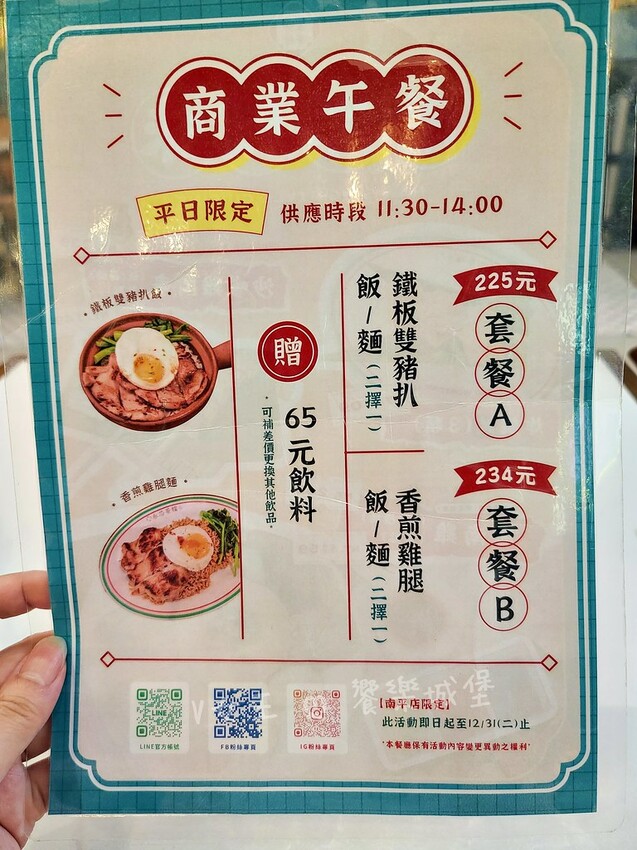 商業午餐
平日限定
供應時段 11:30-14:00
225元
套餐A
鐵板雙豬扒
飯/麵(二擇一)
234元
套餐B
香煎雞腿
飯/麵(二擇一)
贈
65元飲料
·可補差價更換其他飲品·
·鐵板雙豬扒飯·
·香煎雞腿麵·
LINE
LINE官方帳號
FB粉絲專頁
IG粉絲專頁
饗樂城堡
【南平店限定】
此活動即日起至12/31(二)止
*本餐廳保有活動內容變更異動之權利*